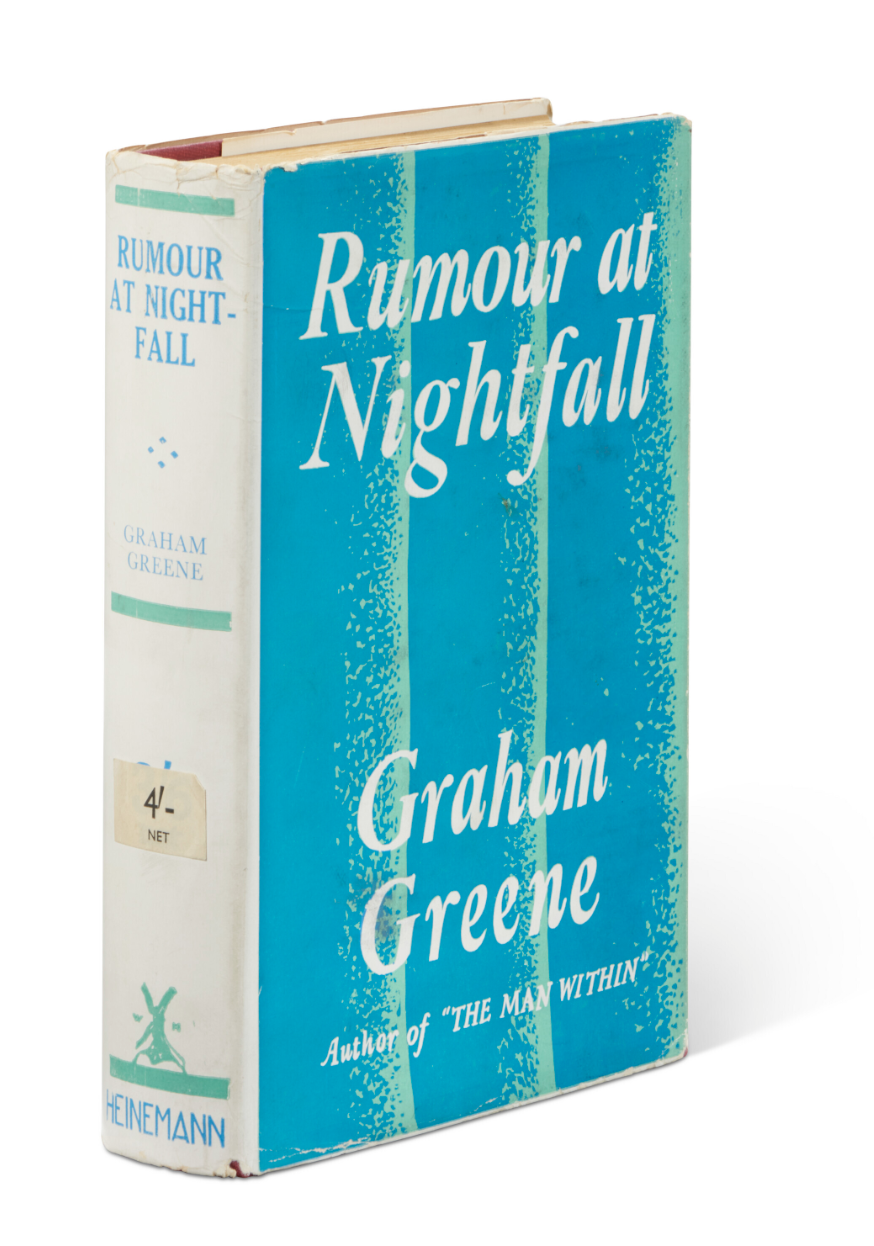 RUMOUR
AT NIGHT-
FALL
GRAHAM
GREENE
4/-
NET
W H
HEINEMANN
Rumour at
Nightfall
Graham
Greene
Author of "THE MAN WITHIN"